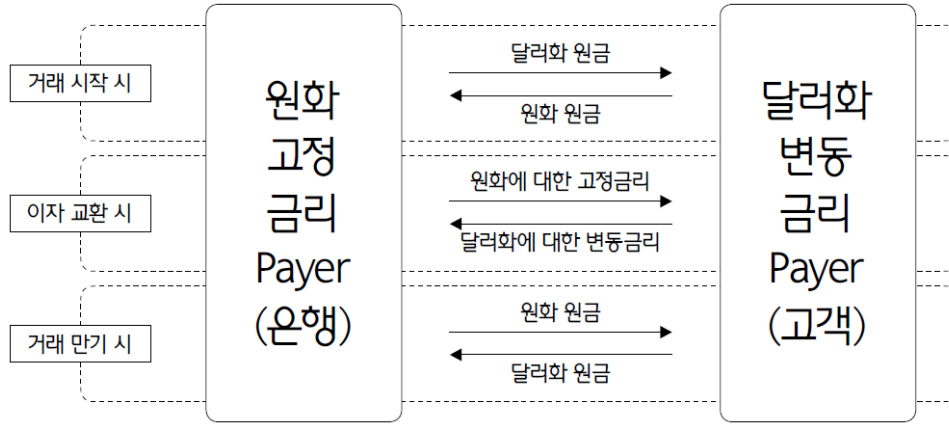 거래 시작 시
원화
고정
금리
Payer
(은행)
달러화 원금
원화 원금
달러화
변동
금리
Payer
(고객)
이자 교환 시
원화에 대한 고정금리
달러화에 대한 변동금리
거래 만기 시
원화 원금
달러화 원금